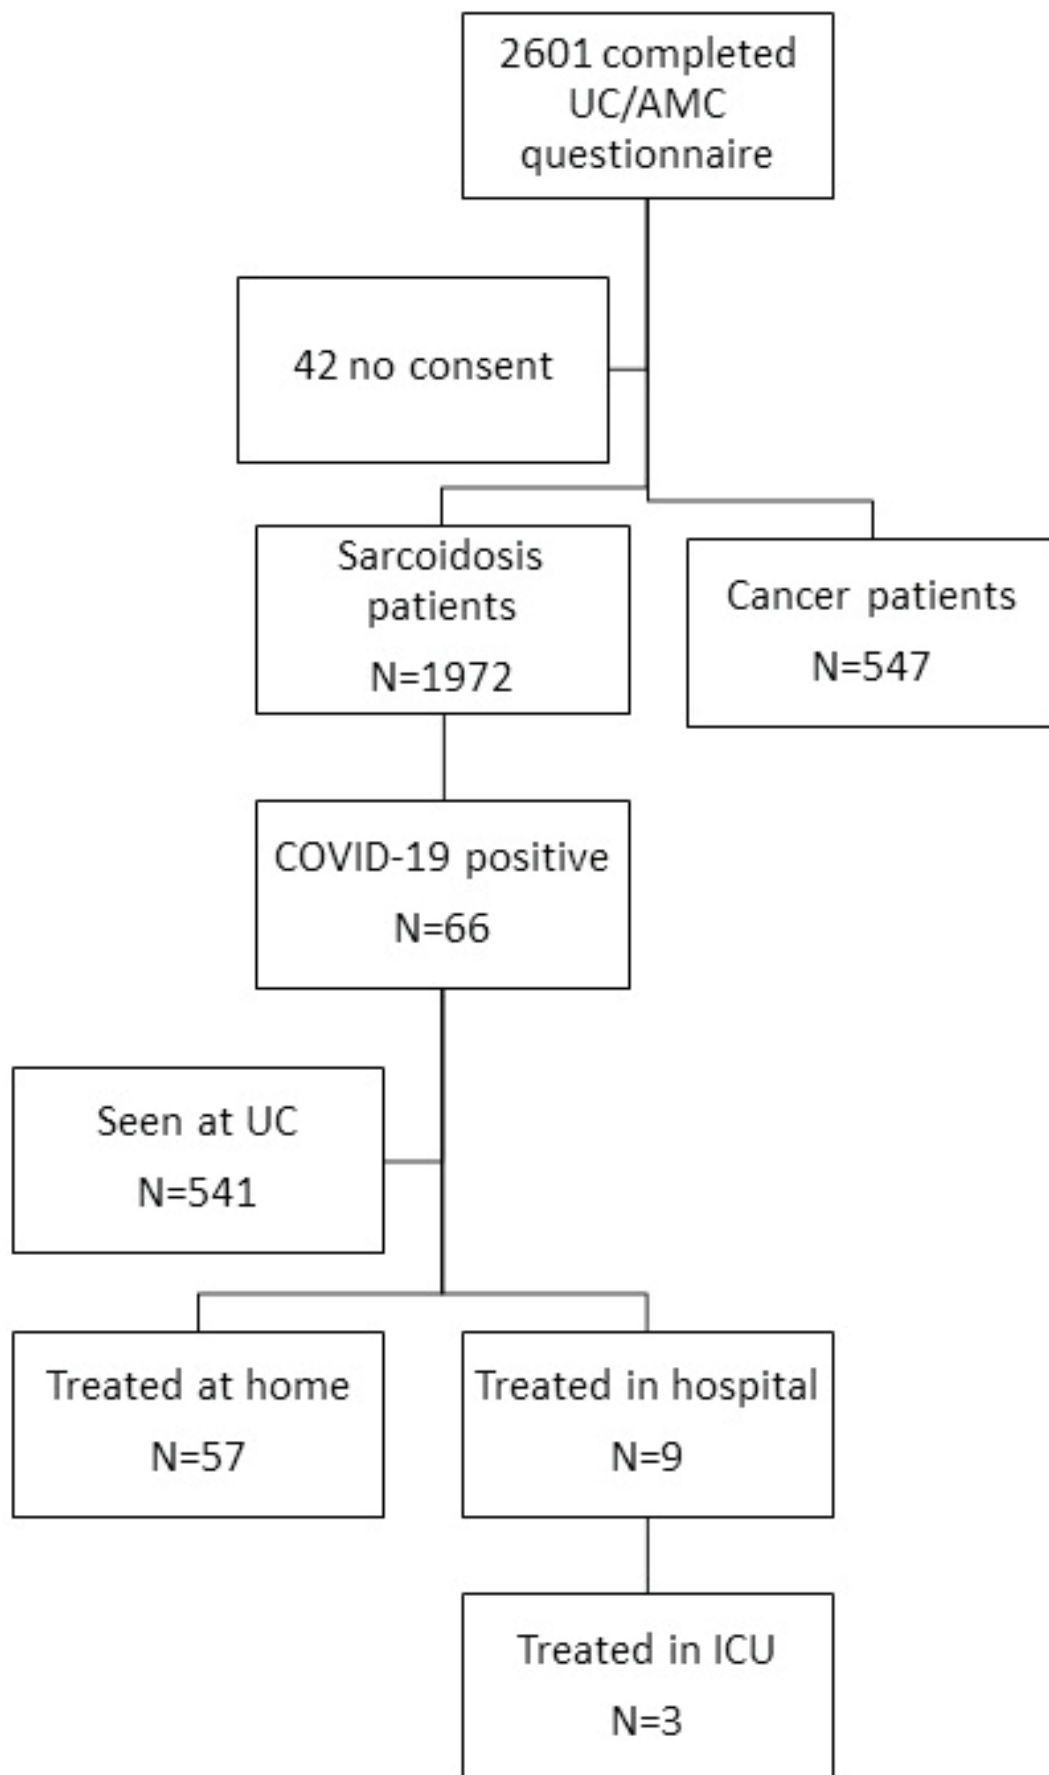 2601 completed
UC/AMC
questionnaire
42 no consent
Sarcoidosis
patients
N=1972
Cancer patients
N=547
COVID-19 positive
N=66
Seen at UC
N=541
Treated at home
N=57
Treated in hospital
N=9
Treated in ICU
N=3